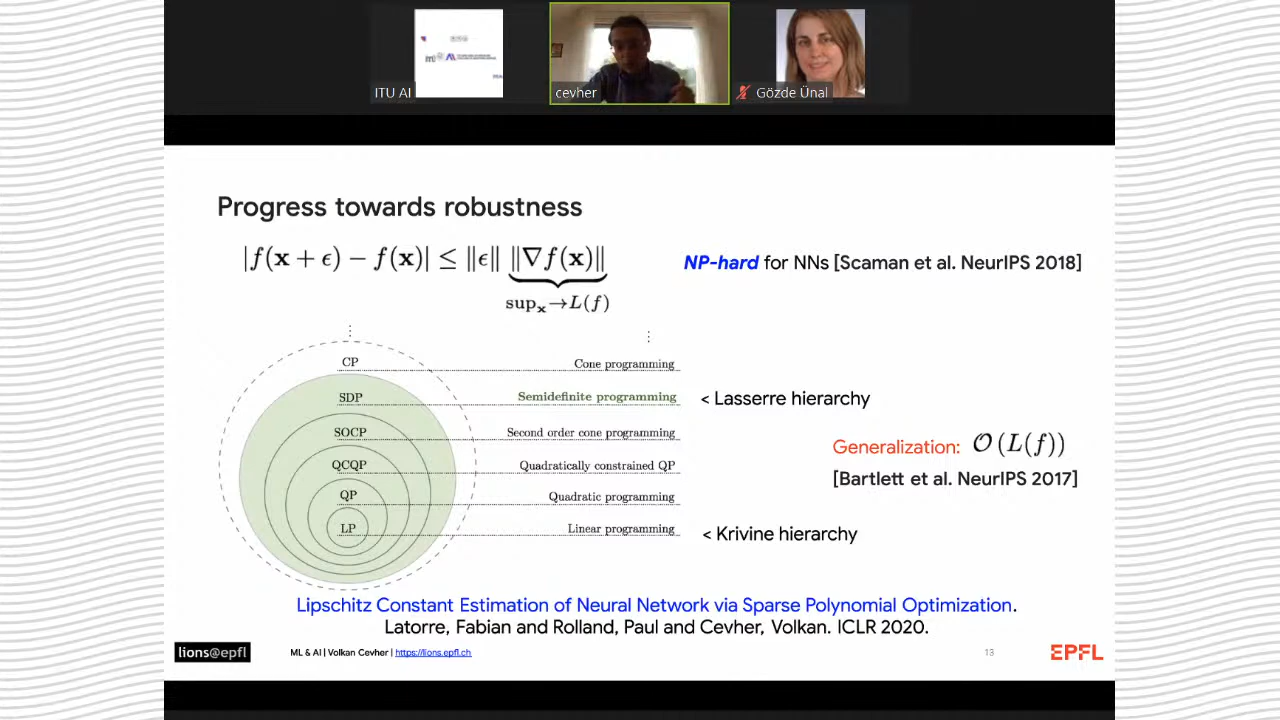 ITU AI
cevher
Gözde Ünal
Progress towards robustness
|f(x + ϵ) − f(x)| ≤ ‖ϵ‖ ‖∇f(x)‖
sup_x → L(f)
NP-hard for NNs [Scaman et al. NeurIPS 2018]
⋮ ⋮
CP Cone programming
SDP Semidefinite programming < Lasserre hierarchy
SOCP Second order cone programming
Generalization: O (L(f))
QCQP Quadratically constrained QP
[Bartlett et al. NeurIPS 2017]
QP Quadratic programming
LP Linear programming < Krivine hierarchy
Lipschitz Constant Estimation of Neural Network via Sparse Polynomial Optimization.
Latorre, Fabian and Rolland, Paul and Cevher, Volkan. ICLR 2020.
lions@epfl ML & AI | Volkan Cevher | https://lions.epfl.ch 13 EPFL